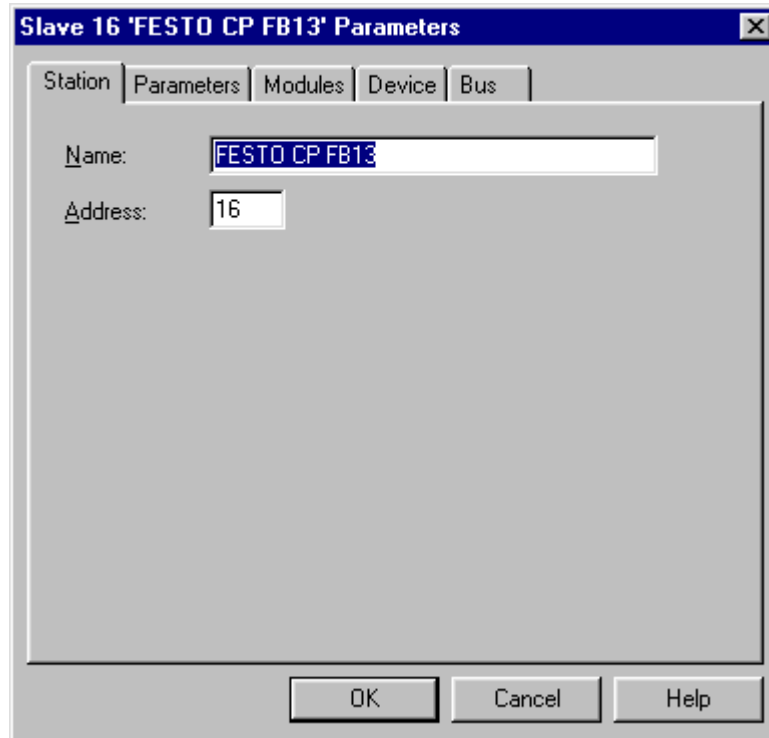 Slave 16 'FESTO CP FB13' Parameters
Station Parameters Modules Device Bus
Name: FESTO CP FB13
Address: 16
OK Cancel Help